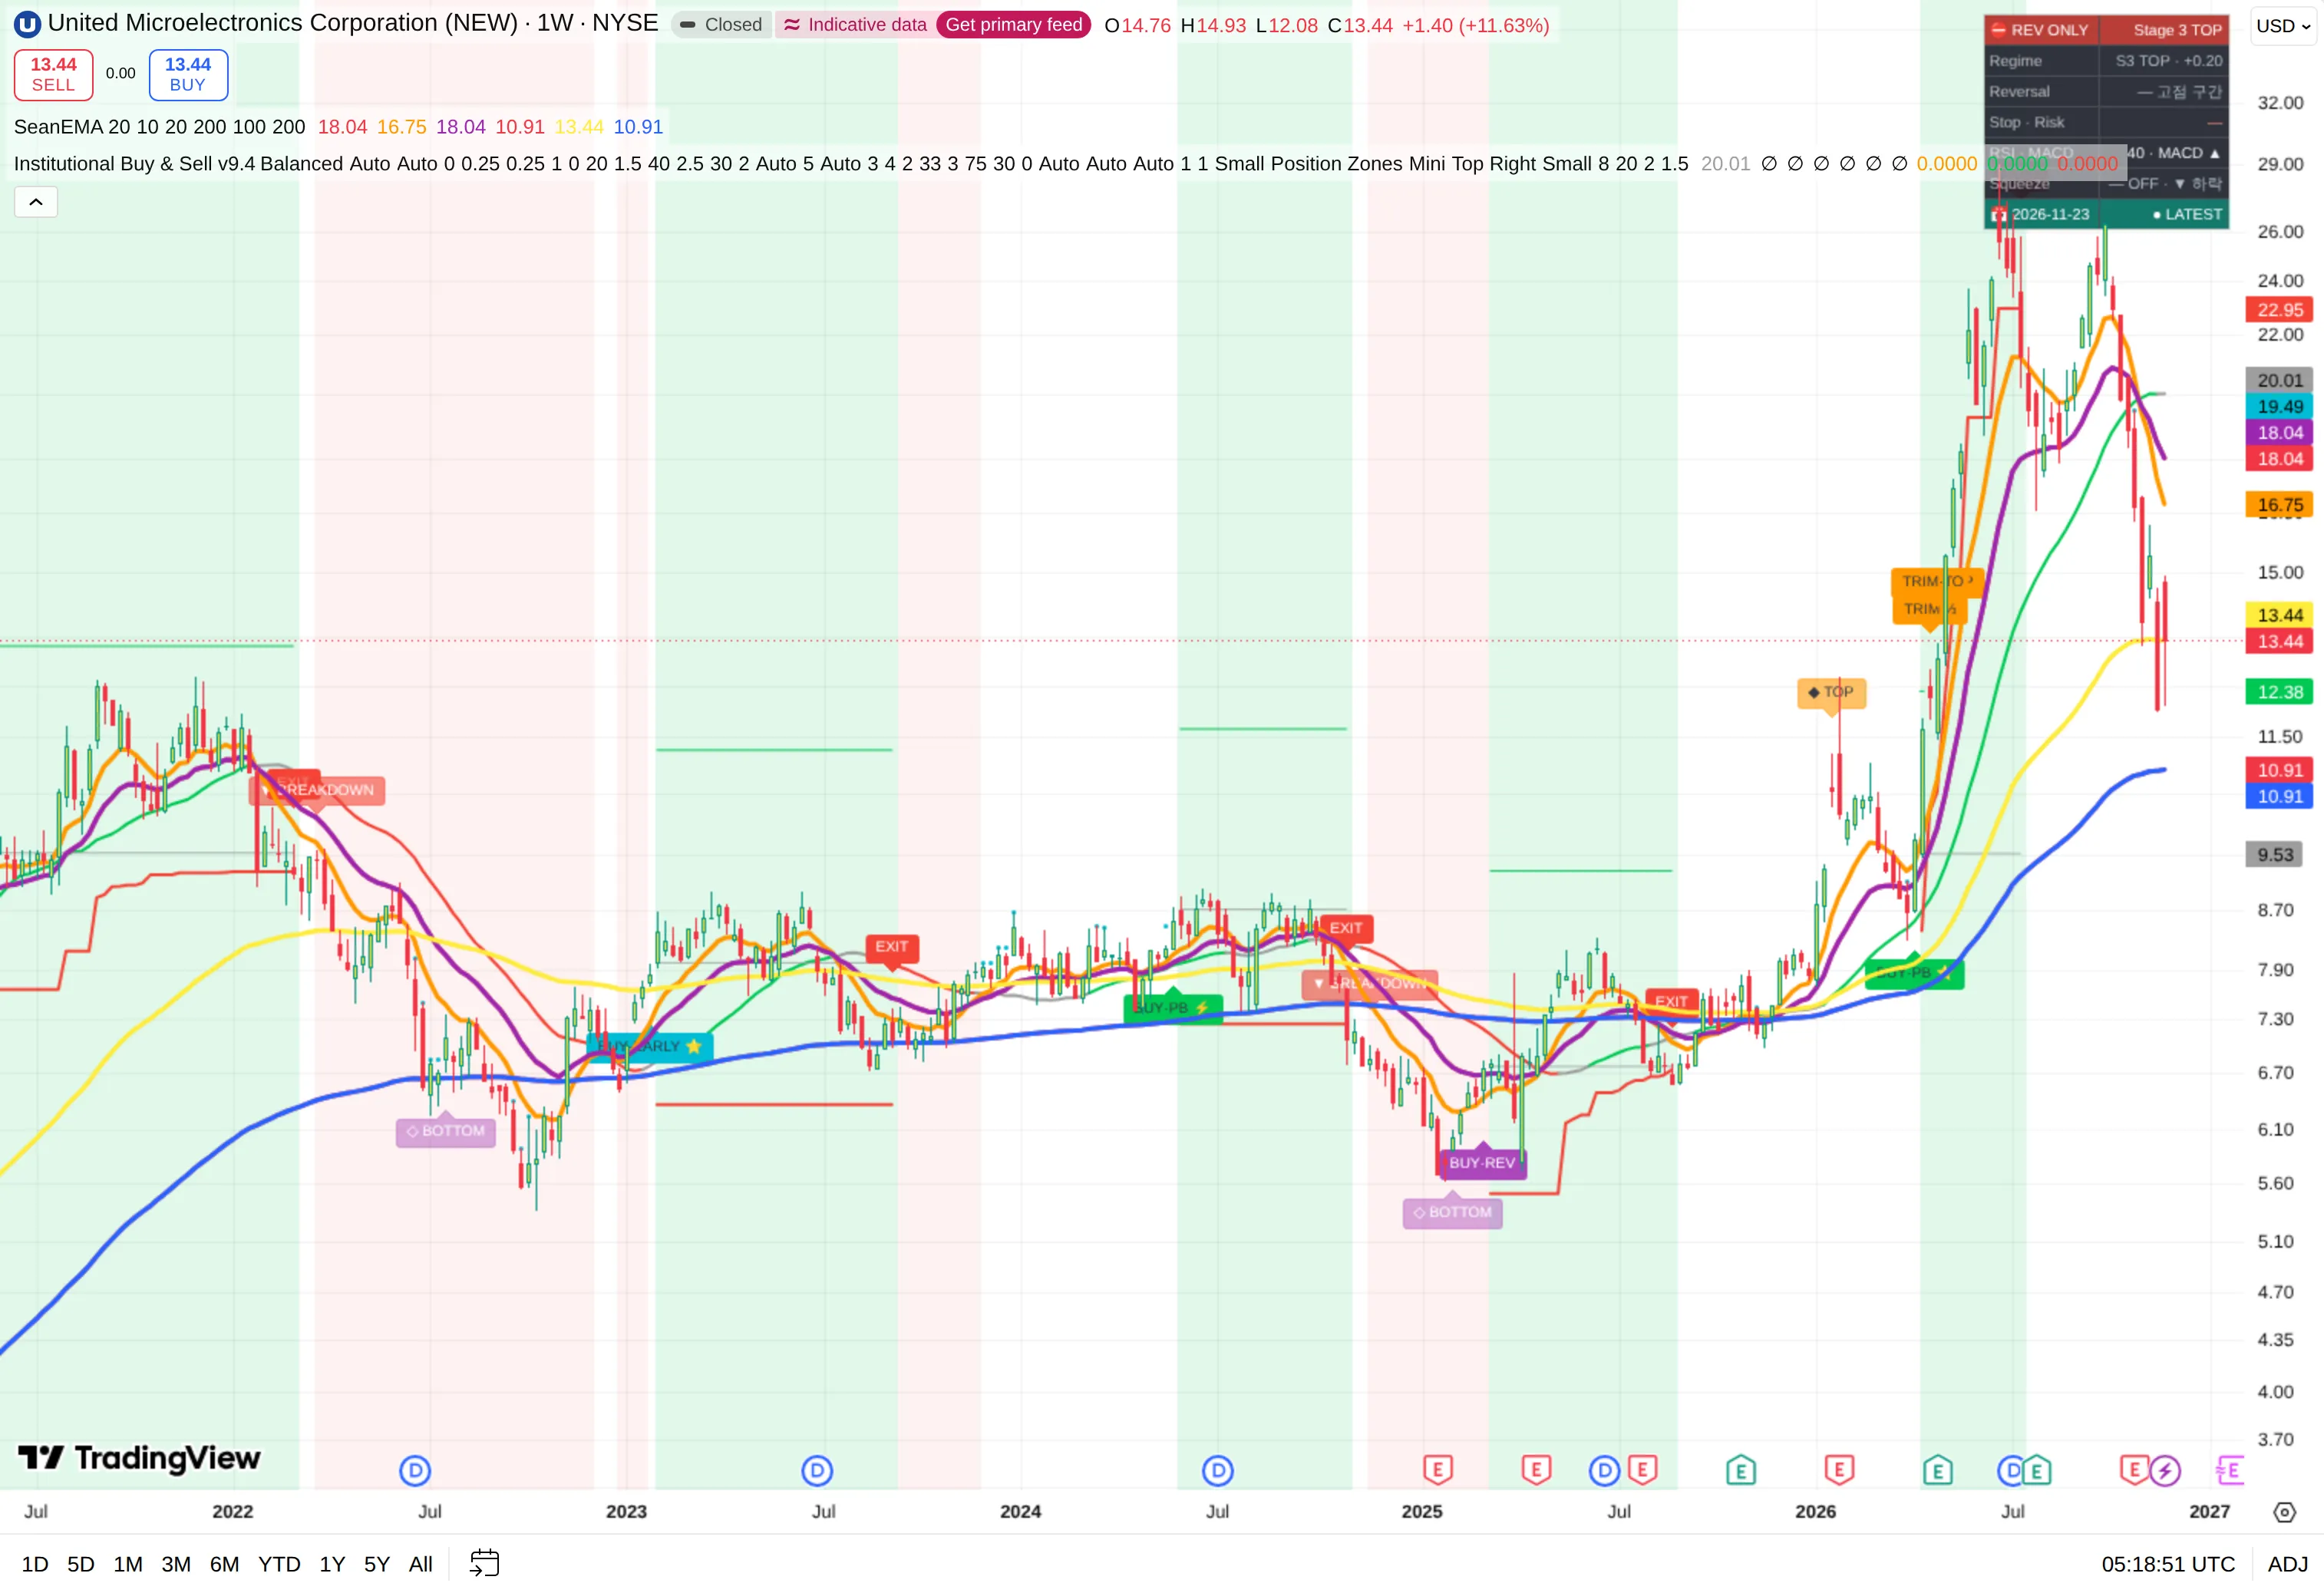 United Microelectronics Corporation (NEW) · 1W · NYSE Closed Indicative data Get primary feed O14.76 H14.93 L12.08 C13.44 +1.40 (+11.63%)
13.44 SELL
0.00
13.44 BUY
SeanEMA 20 10 20 200 100 200 18.04 16.75 18.04 10.91 13.44 10.91
Institutional Buy & Sell v9.4 Balanced Auto Auto 0 0.25 0.25 1 0 20 1.5 40 2.5 30 2 Auto 5 Auto 3 4 2 33 3 75 30 0 Auto Auto Auto 1 1 Small Position Zones Mini Top Right Small 8 20 2 1.5 20.01 ∅ ∅ ∅ ∅ ∅ ∅ 0.0000 0.0000 0.0000
REV ONLY Stage 3 TOP
Regime S3 TOP · +0.20
Reversal — 고점 구간
Stop · Risk —
RSI · MACD 40 · MACD ▲
Squeeze — OFF · ▼ 하락
2026-11-23 ● LATEST
USD
32.00
29.00
26.00
24.00
22.95
22.00
20.01
19.49
18.04
18.04
16.75
15.00
13.44
13.44
12.38
11.50
10.91
10.91
9.53
8.70
7.90
7.30
6.70
6.10
5.60
5.10
4.70
4.35
4.00
3.70
TRIM
◆ TOP
EXIT
▼ BREAKDOWN
EXIT
EXIT
▼ BREAKDOWN
EXIT
BUY-PB ⚡
BUY-PB ⭐
BUY-EARLY ⭐
◇ BOTTOM
BUY-REV
◇ BOTTOM
TradingView
D D D E E D E E E E D E E E
Jul 2022 Jul 2023 Jul 2024 Jul 2025 Jul 2026 Jul 2027
1D 5D 1M 3M 6M YTD 1Y 5Y All
05:18:51 UTC ADJ